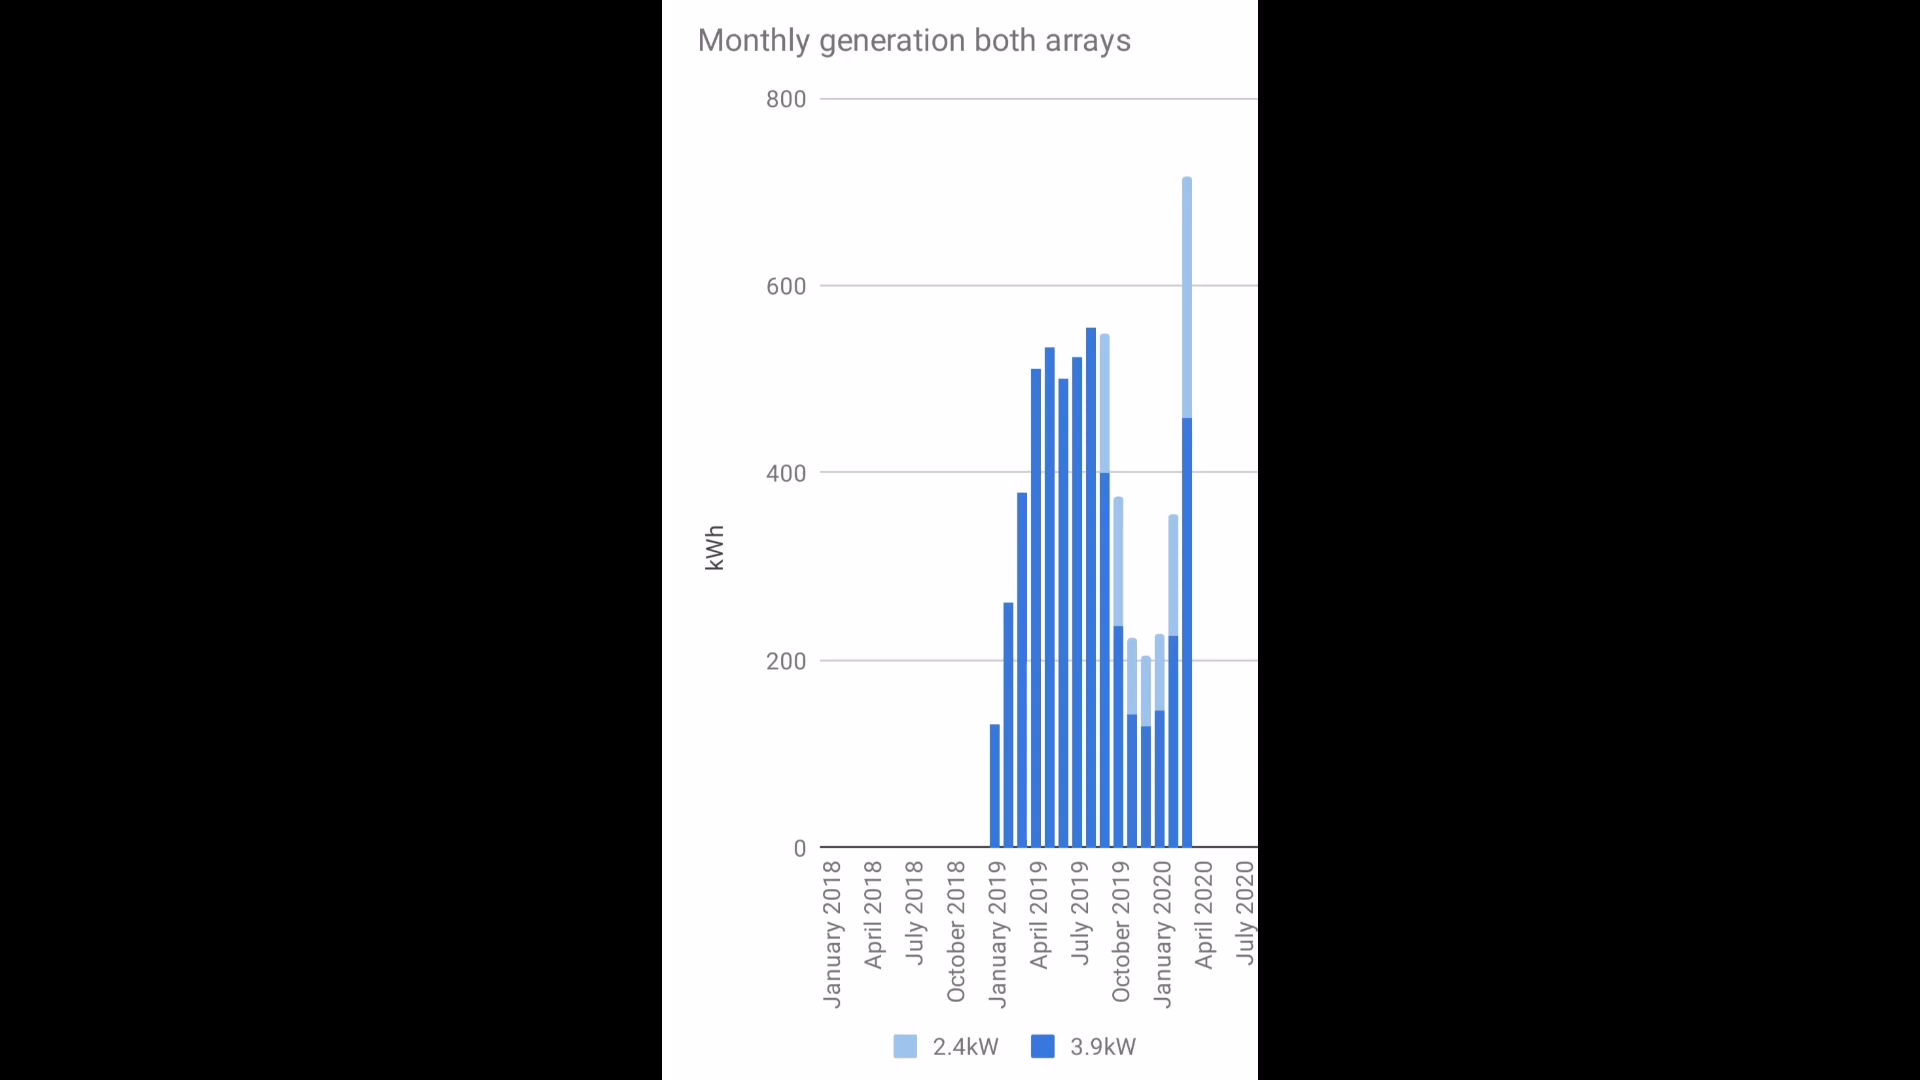 Monthly generation both arrays
800
600
400
200
0
kWh
January 2018
April 2018
July 2018
October 2018
January 2019
April 2019
July 2019
October 2019
January 2020
April 2020
July 2020
2.4kW
3.9kW